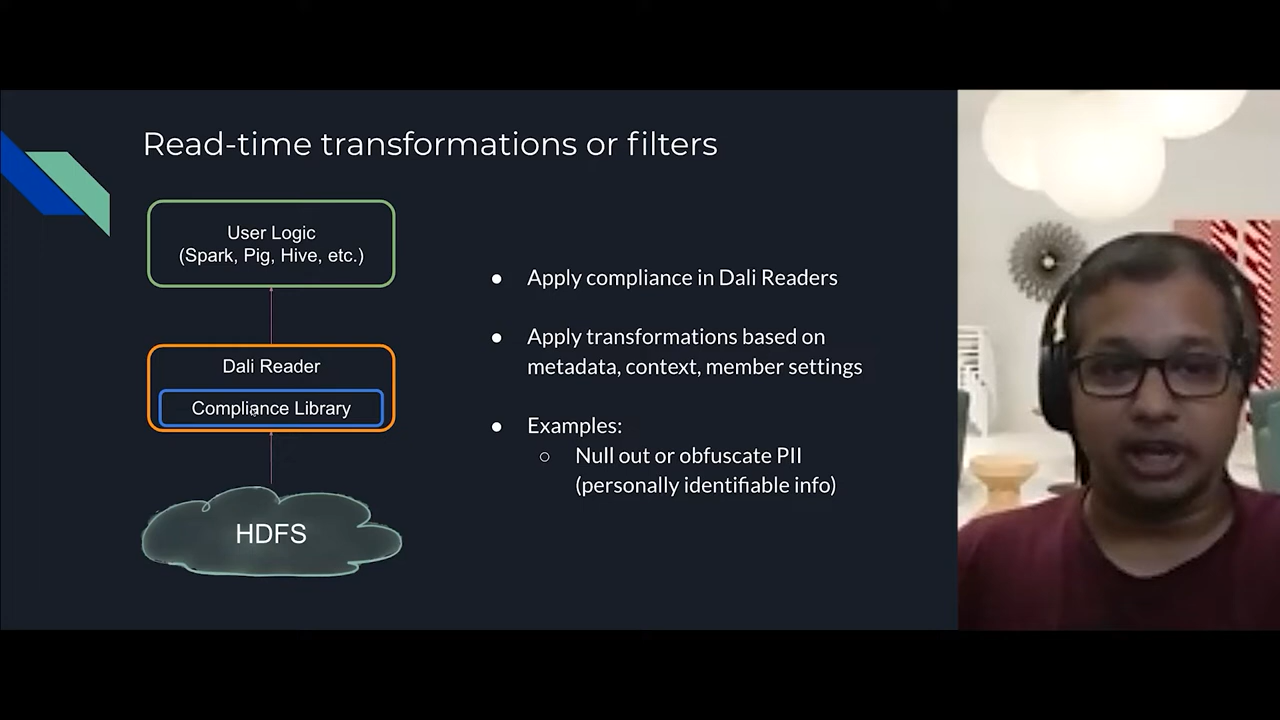 Read-time transformations or filters
User Logic
(Spark, Pig, Hive, etc.)
Dali Reader
Compliance Library
HDFS
● Apply compliance in Dali Readers
● Apply transformations based on
metadata, context, member settings
● Examples:
○ Null out or obfuscate PII
(personally identifiable info)